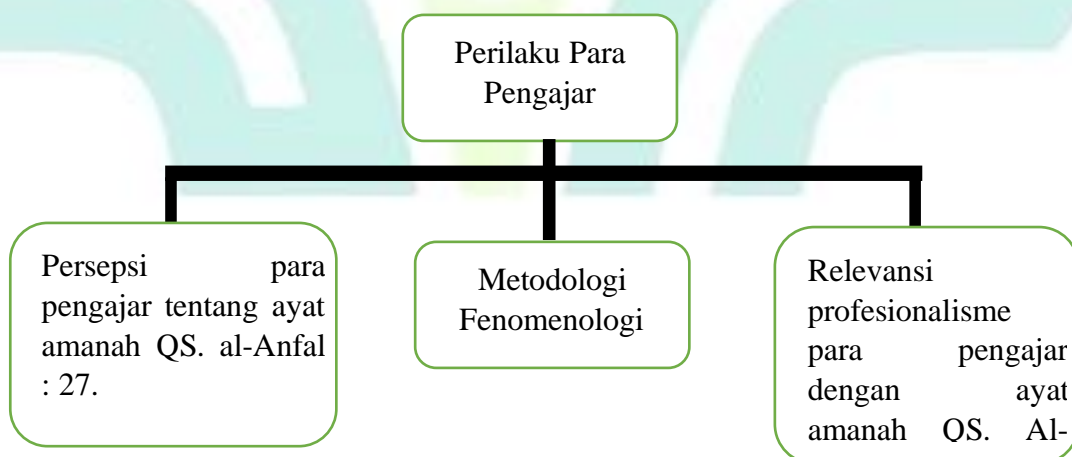 Perilaku Para
Pengajar
Persepsi para
pengajar tentang ayat
amanah QS. al-Anfal
: 27.
Metodologi
Fenomenologi
Relevansi
profesionalisme
para pengajar
dengan ayat
amanah QS. Al-